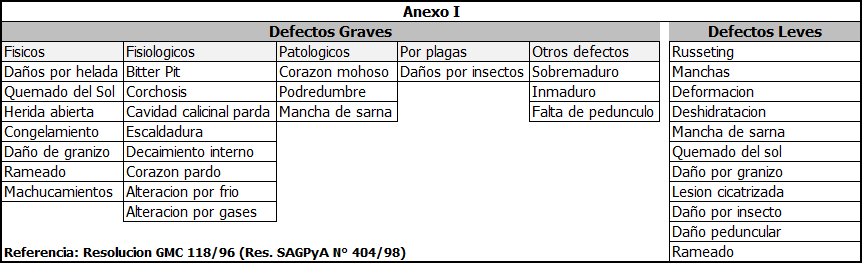 Anexo I
Defectos Graves Defectos Leves
Fisicos Fisiologicos Patologicos Por plagas Otros defectos Russeting
Daños por helada Bitter Pit Corazon mohoso Daños por insectos Sobremaduro Manchas
Quemado del Sol Corchosis Podredumbre Inmaduro Deformacion
Herida abierta Cavidad calicinal parda Mancha de sarna Falta de pedunculo Deshidratacion
Congelamiento Escaldadura Mancha de sarna
Daño de granizo Decaimiento interno Quemado del sol
Rameado Corazon pardo Daño por granizo
Machucamientos Alteracion por frio Lesion cicatrizada
Alteracion por gases Daño por insecto
Daño peduncular
Referencia: Resolucion GMC 118/96 (Res. SAGPyA N° 404/98) Rameado